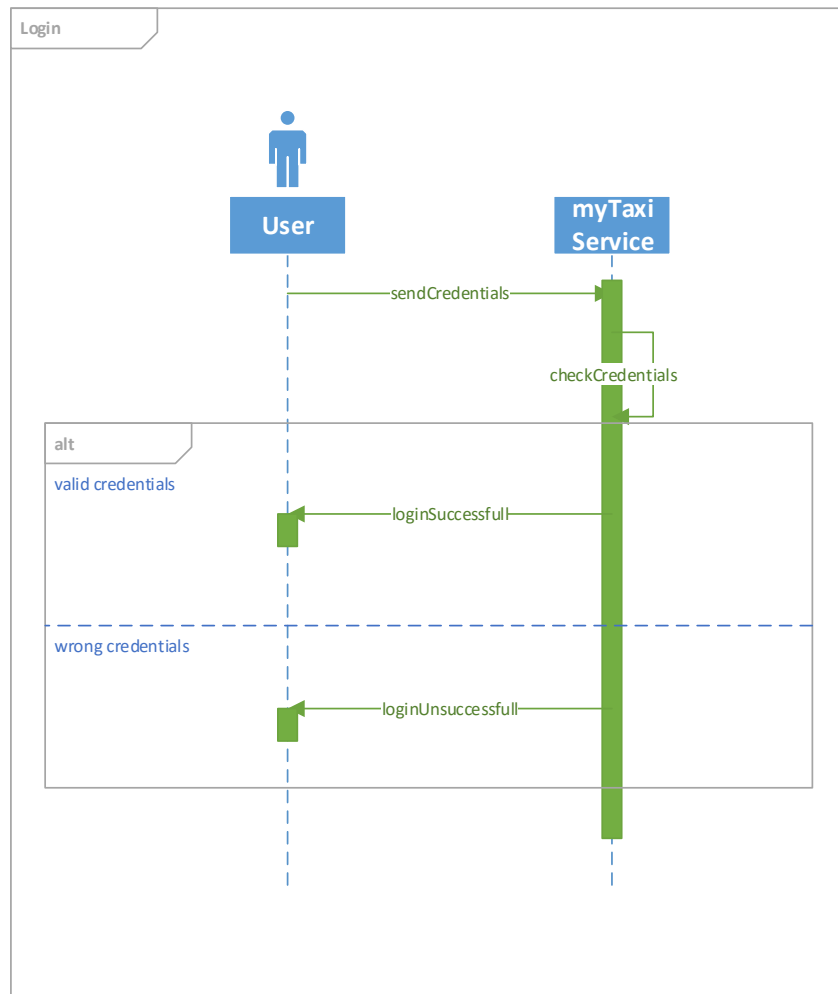 Login
User
myTaxi
Service
sendCredentials
checkCredentials
alt
valid credentials
loginSuccessfull
wrong credentials
loginUnsuccessfull